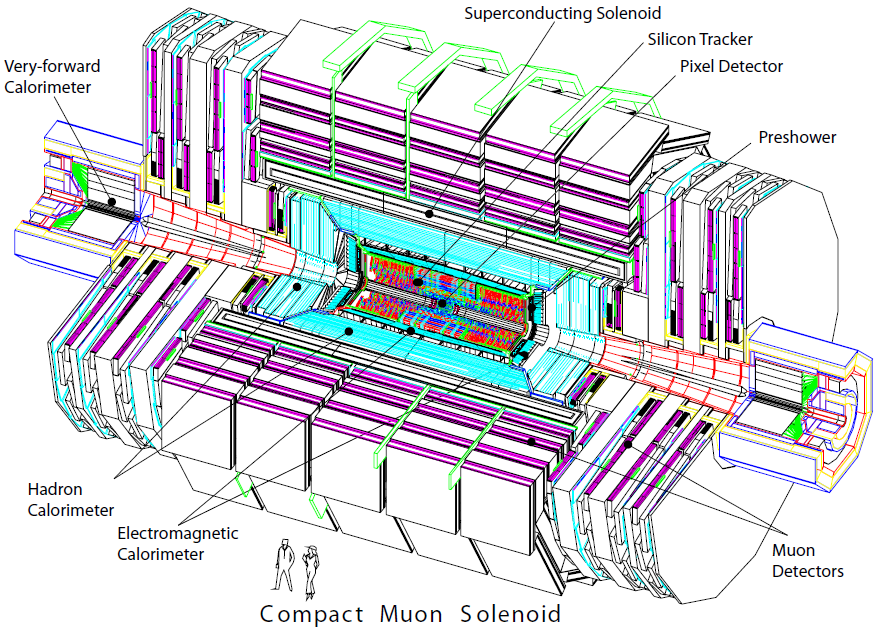 Superconducting Solenoid
Silicon Tracker
Pixel Detector
Very-forward
Calorimeter
Preshower
Hadron
Calorimeter
Electromagnetic
Calorimeter
Muon
Detectors
Compact Muon Solenoid